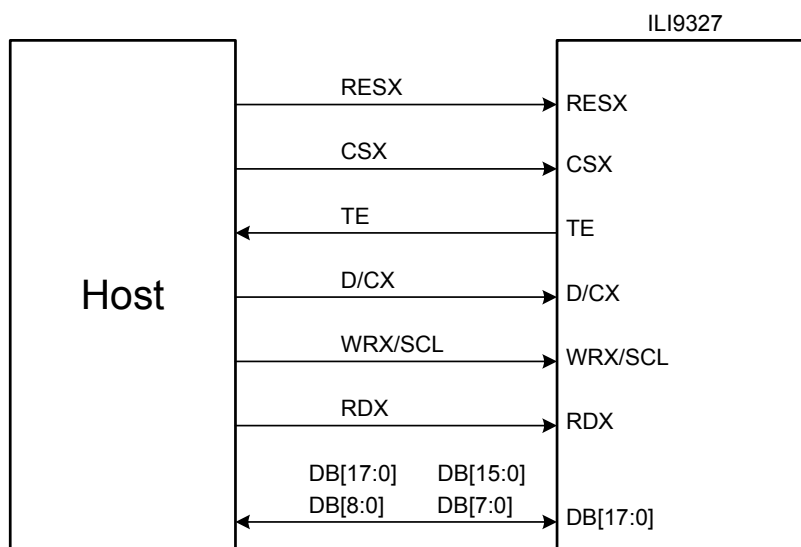 ILI9327
RESX
RESX
CSX
CSX
TE
TE
Host
D/CX
D/CX
WRX/SCL
WRX/SCL
RDX
RDX
DB[17:0] DB[15:0]
DB[8:0] DB[7:0]
DB[17:0]